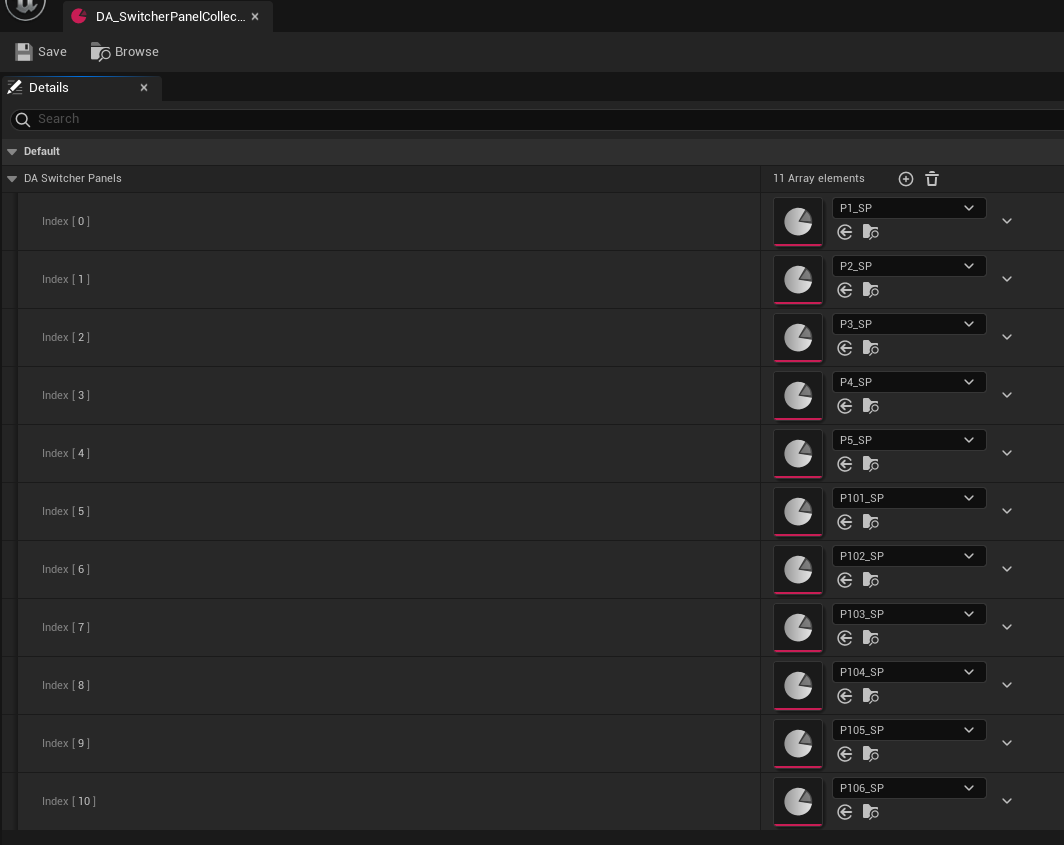 DA_SwitcherPanelCollec...
Save
Browse
Details
Search
Default
DA Switcher Panels
11 Array elements
Index [ 0 ]
P1_SP
Index [ 1 ]
P2_SP
Index [ 2 ]
P3_SP
Index [ 3 ]
P4_SP
Index [ 4 ]
P5_SP
Index [ 5 ]
P101_SP
Index [ 6 ]
P102_SP
Index [ 7 ]
P103_SP
Index [ 8 ]
P104_SP
Index [ 9 ]
P105_SP
Index [ 10 ]
P106_SP